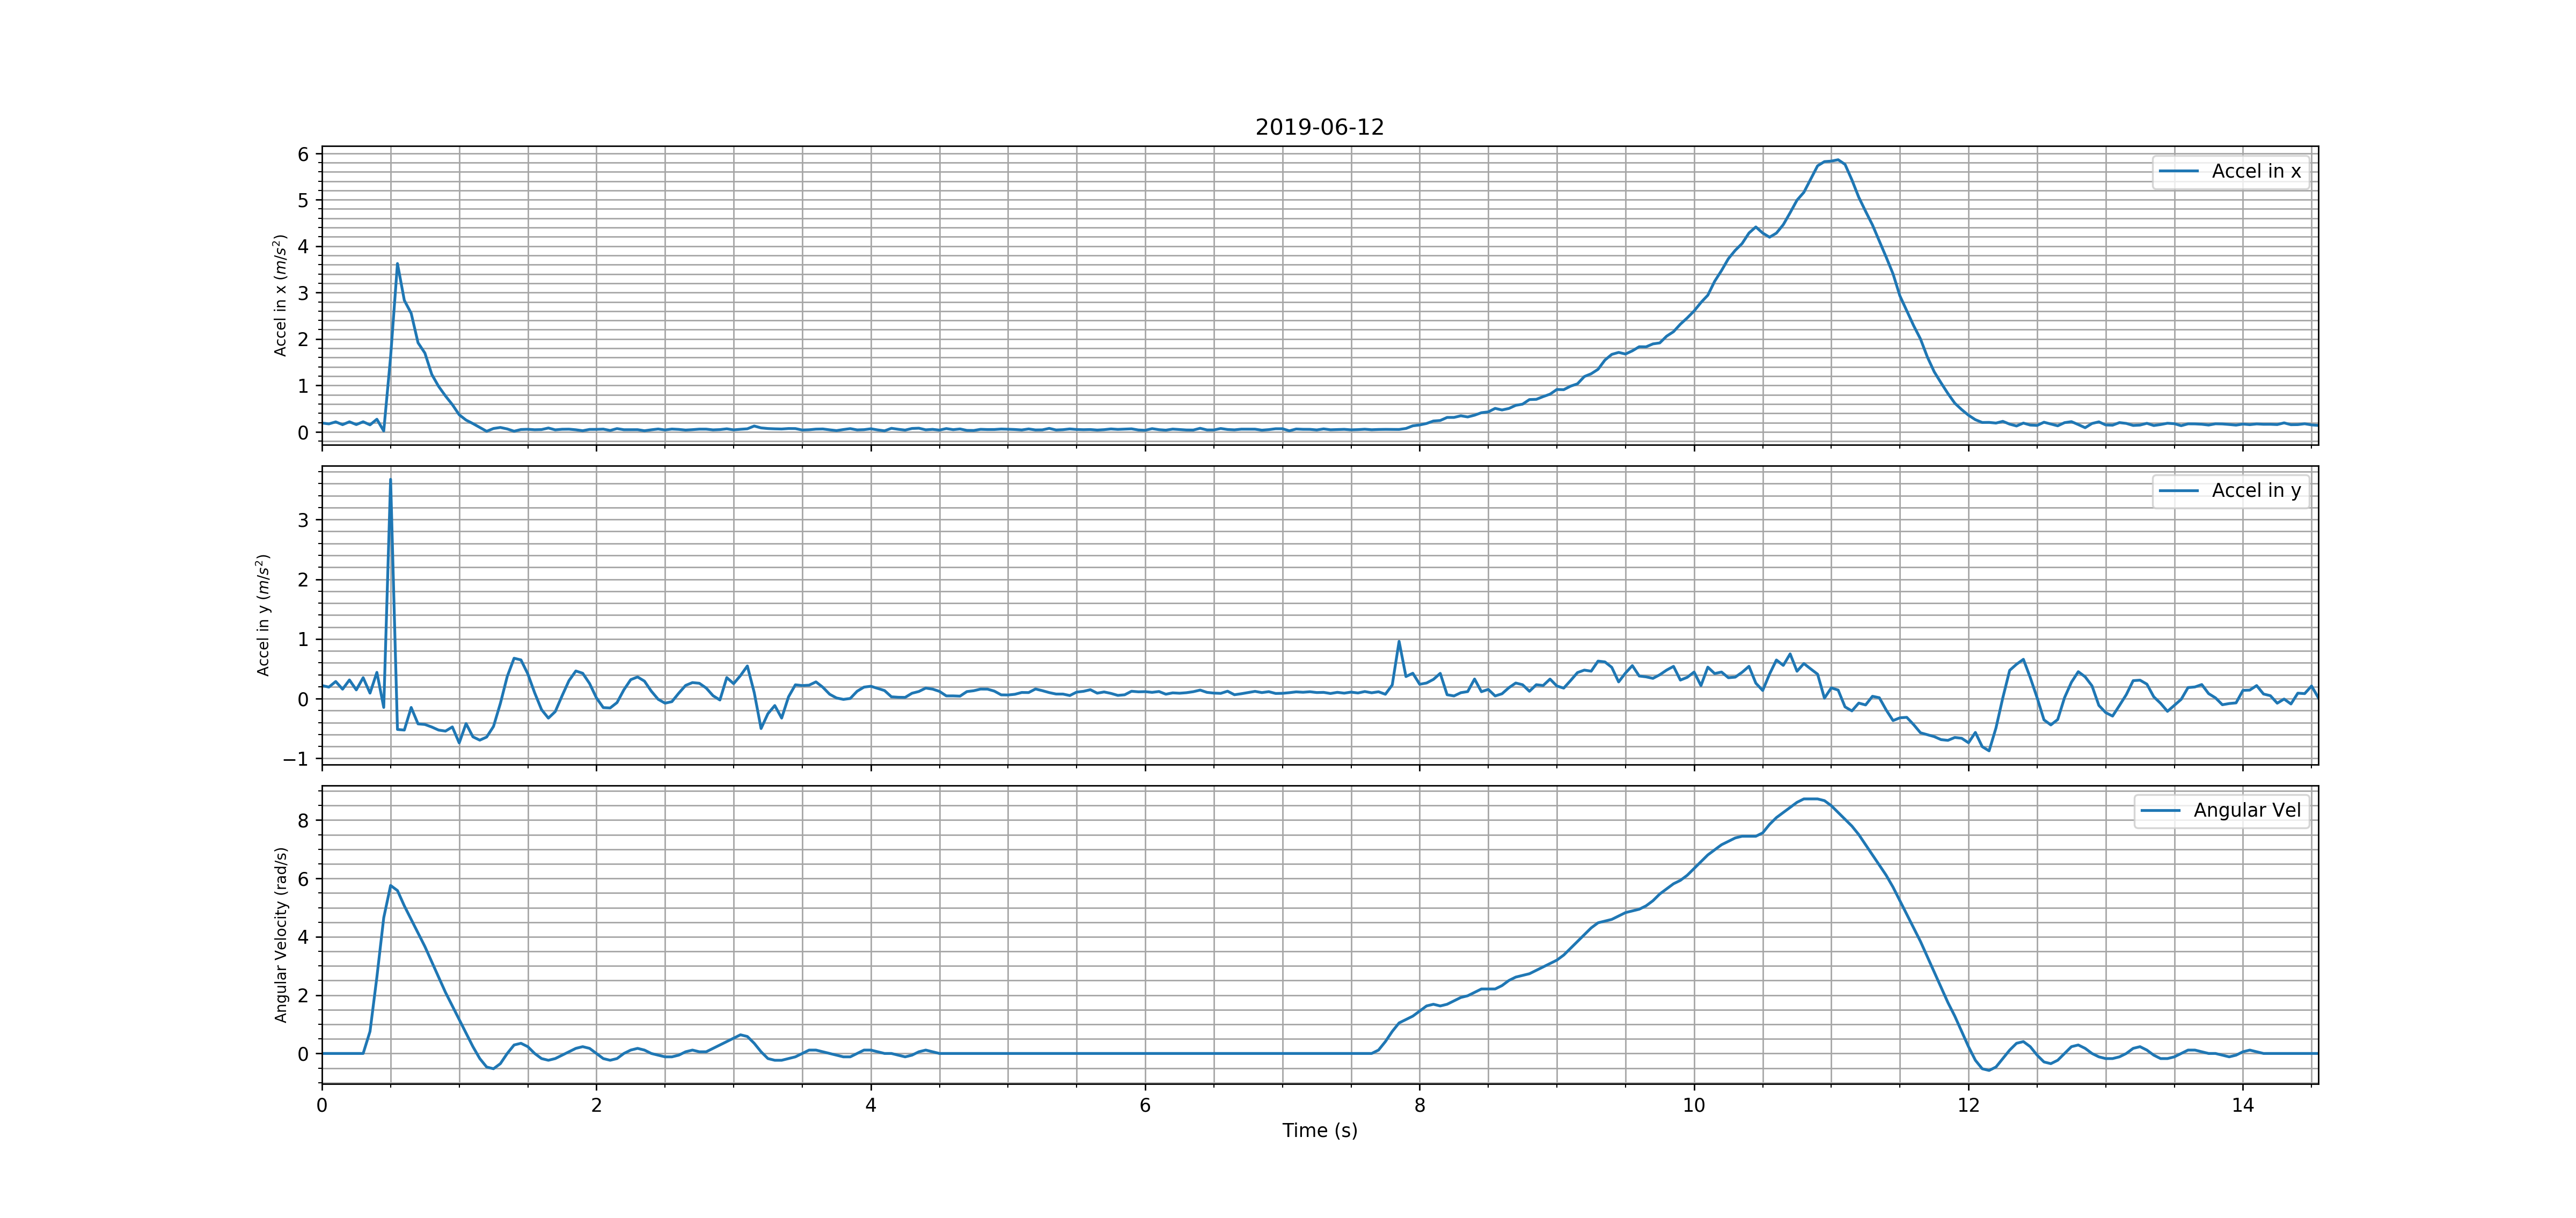 2019-06-12
6
5
4
3
2
1
0
Accel in x (m/s²)
Accel in x
3
2
1
0
−1
Accel in y (m/s²)
Accel in y
8
6
4
2
0
Angular Velocity (rad/s)
Angular Vel
0 2 4 6 8 10 12 14
Time (s)